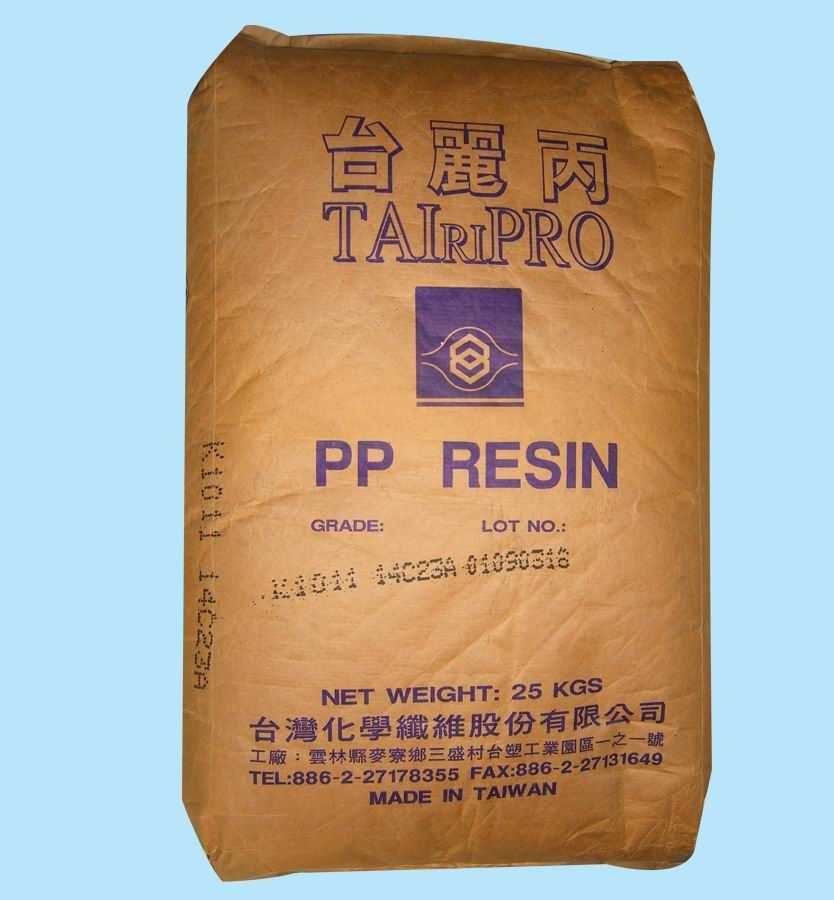 台麗丙
TAIRIPRO
PP RESIN
GRADE: LOT NO.:
K1011 14C23A 01090318
K1011 14C23A
NET WEIGHT: 25 KGS
台灣化學纖維股份有限公司
工廠：雲林縣麥寮鄉三盛村台塑工業園區一之一號
TEL:886-2-27178355 FAX:886-2-27131649
MADE IN TAIWAN